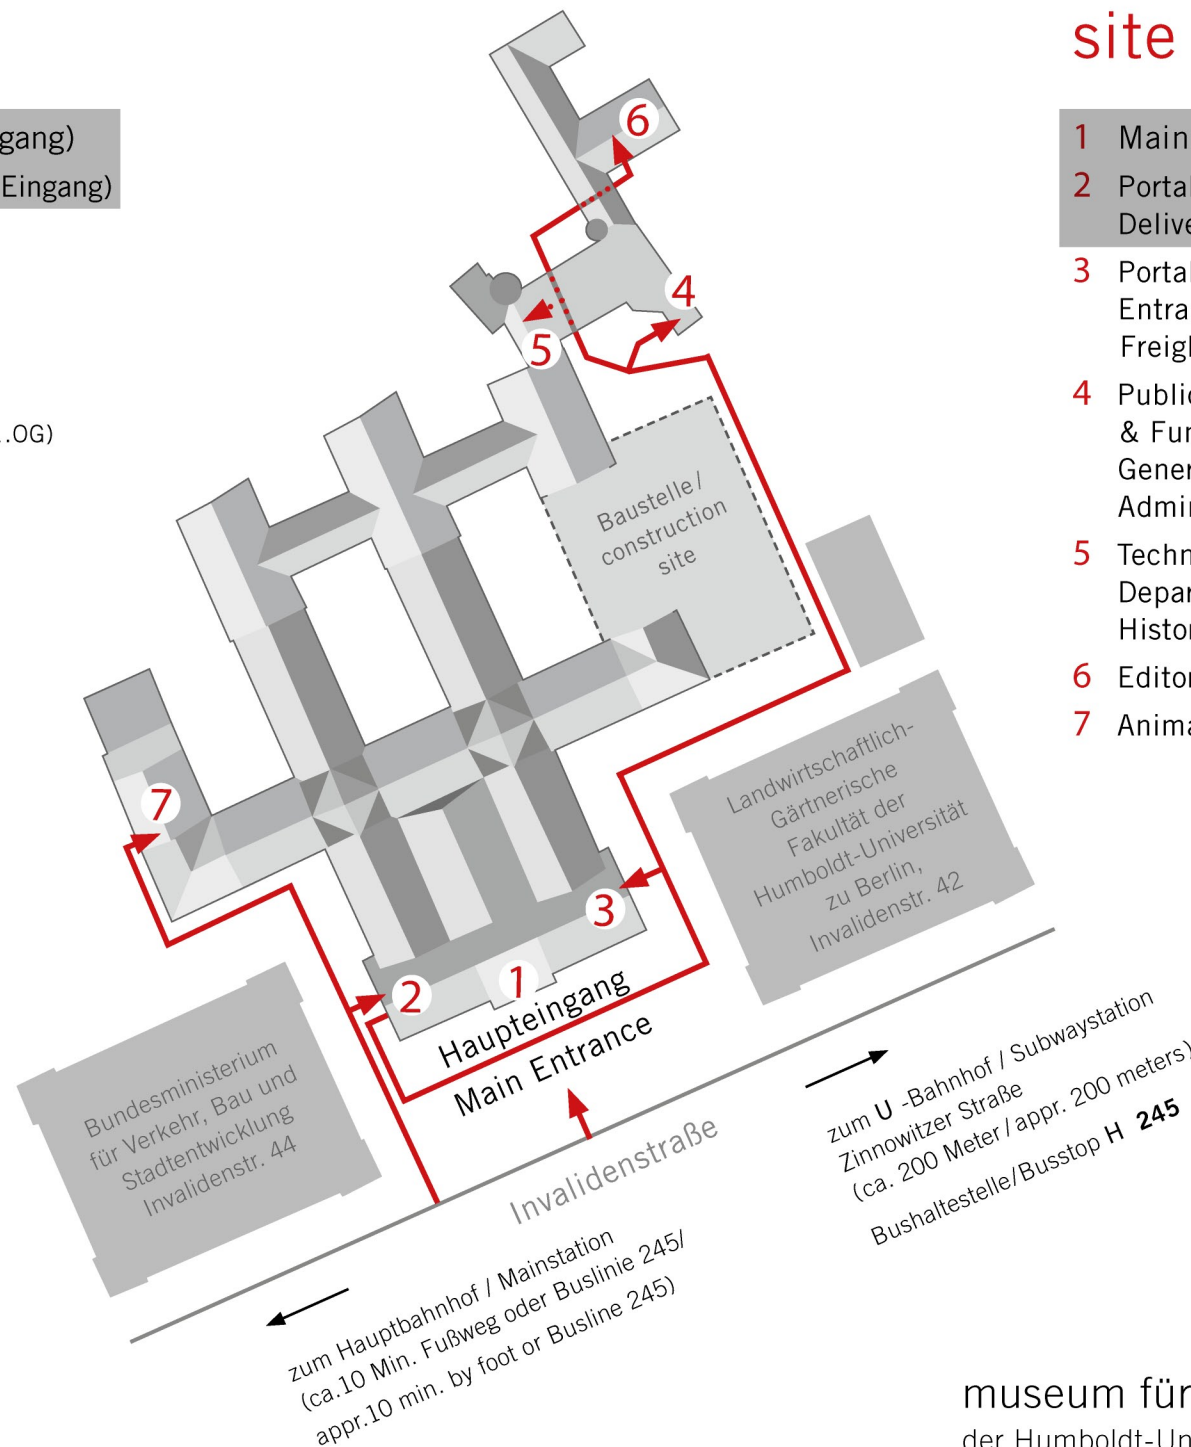 gang)
Eingang)
.OG)
site
1 Main
2 Portal
Delive
3 Portal
Entra
Freigh
4 Public
& Fun
Gener
Admin
5 Techn
Depar
Histor
6 Editor
7 Anima
6
4
5
Baustelle/
construction
site
7
3
2
1
Haupteingang
Main Entrance
Landwirtschaftlich-
Gärtnerische
Fakultät der
Humboldt-Universität
zu Berlin,
Invalidenstr. 42
Bundesministerium
für Verkehr, Bau und
Stadtentwicklung
Invalidenstr. 44
Invalidenstraße
zum U -Bahnhof / Subwaystation
Zinnowitzer Straße
(ca. 200 Meter / appr. 200 meters)
Bushaltestelle/Busstop H 245
zum Hauptbahnhof / Mainstation
(ca.10 Min. Fußweg oder Buslinie 245/
appr.10 min. by foot or Busline 245)
museum für
der Humboldt-Un